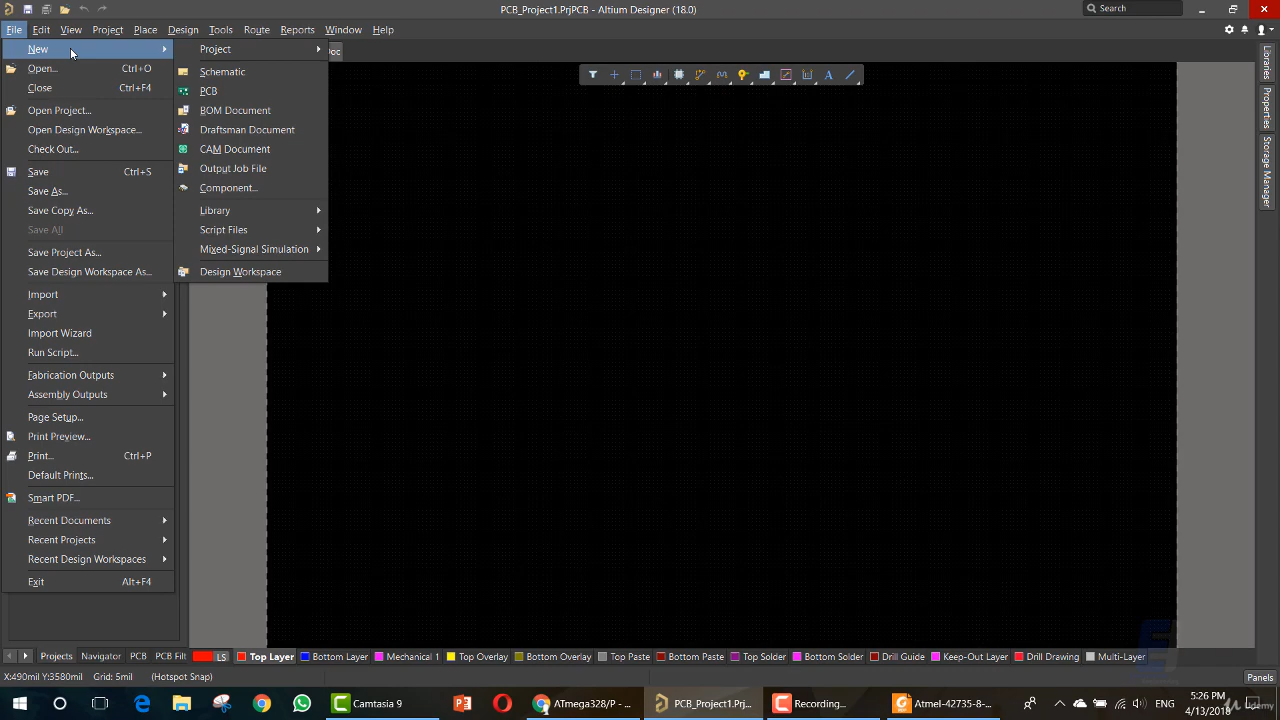 PCB_Project1.PrjPCB - Altium Designer (18.0)
Search
File Edit View Project Place Design Tools Route Reports Window Help
New
Open... Ctrl+O
Close Ctrl+F4
Open Project...
Open Design Workspace...
Check Out...
Save Ctrl+S
Save As...
Save Copy As...
Save All
Save Project As...
Save Design Workspace As...
Import
Export
Import Wizard
Run Script...
Fabrication Outputs
Assembly Outputs
Page Setup...
Print Preview...
Print... Ctrl+P
Default Prints...
Smart PDF...
Recent Documents
Recent Projects
Recent Design Workspaces
Exit Alt+F4
Project
Schematic
PCB
BOM Document
Draftsman Document
CAM Document
Output Job File
Component...
Library
Script Files
Mixed-Signal Simulation
Design Workspace
Doc
A
Libraries
Properties
Storage Manager
Projects Navigator PCB PCB Filt LS Top Layer Bottom Layer Mechanical 1 Top Overlay Bottom Overlay Top Paste Bottom Paste Top Solder Bottom Solder Drill Guide Keep-Out Layer Drill Drawing Multi-Layer
X:490mil Y:3580mil Grid: 5mil (Hotspot Snap) Panels
Camtasia 9
ATmega328/P - ...
PCB_Project1.Prj...
Recording...
Atmel-42735-8-...
ENG
5:26 PM
4/13/2018
Udemy